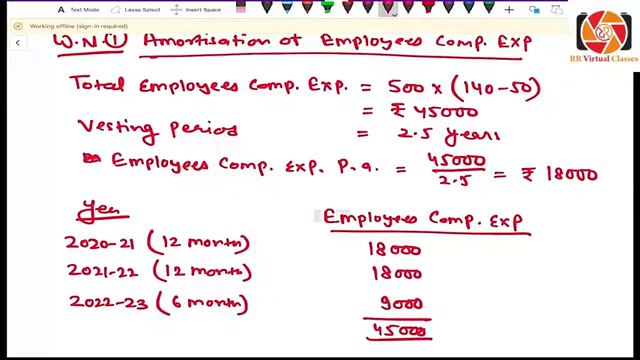 Text Mode Lasso Select Insert Space
Working offline (sign-in required)
RR Virtual Classes
W.N.(1) Amortisation of Employees Comp. Exp
Total Employees Comp. Exp. = 500 x (140-50)
= ₹ 45000
Vesting period = 2.5 years
Employees Comp. Exp. P.a. = 45000 / 2.5 = ₹ 18000
Year Employees Comp. Exp
2020-21 (12 month) 18000
2021-22 (12 month) 18000
2022-23 (6 month) 9000
45000